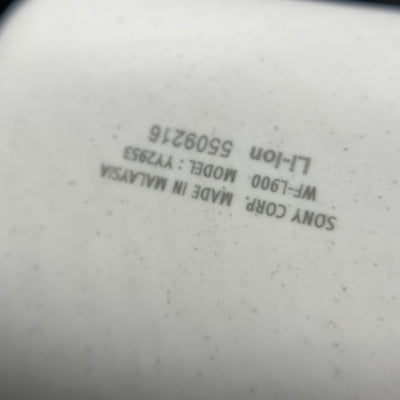 SONY CORP. MADE IN MALAYSIA
WF-L900 MODEL : YY2953
Li-ion 5509216